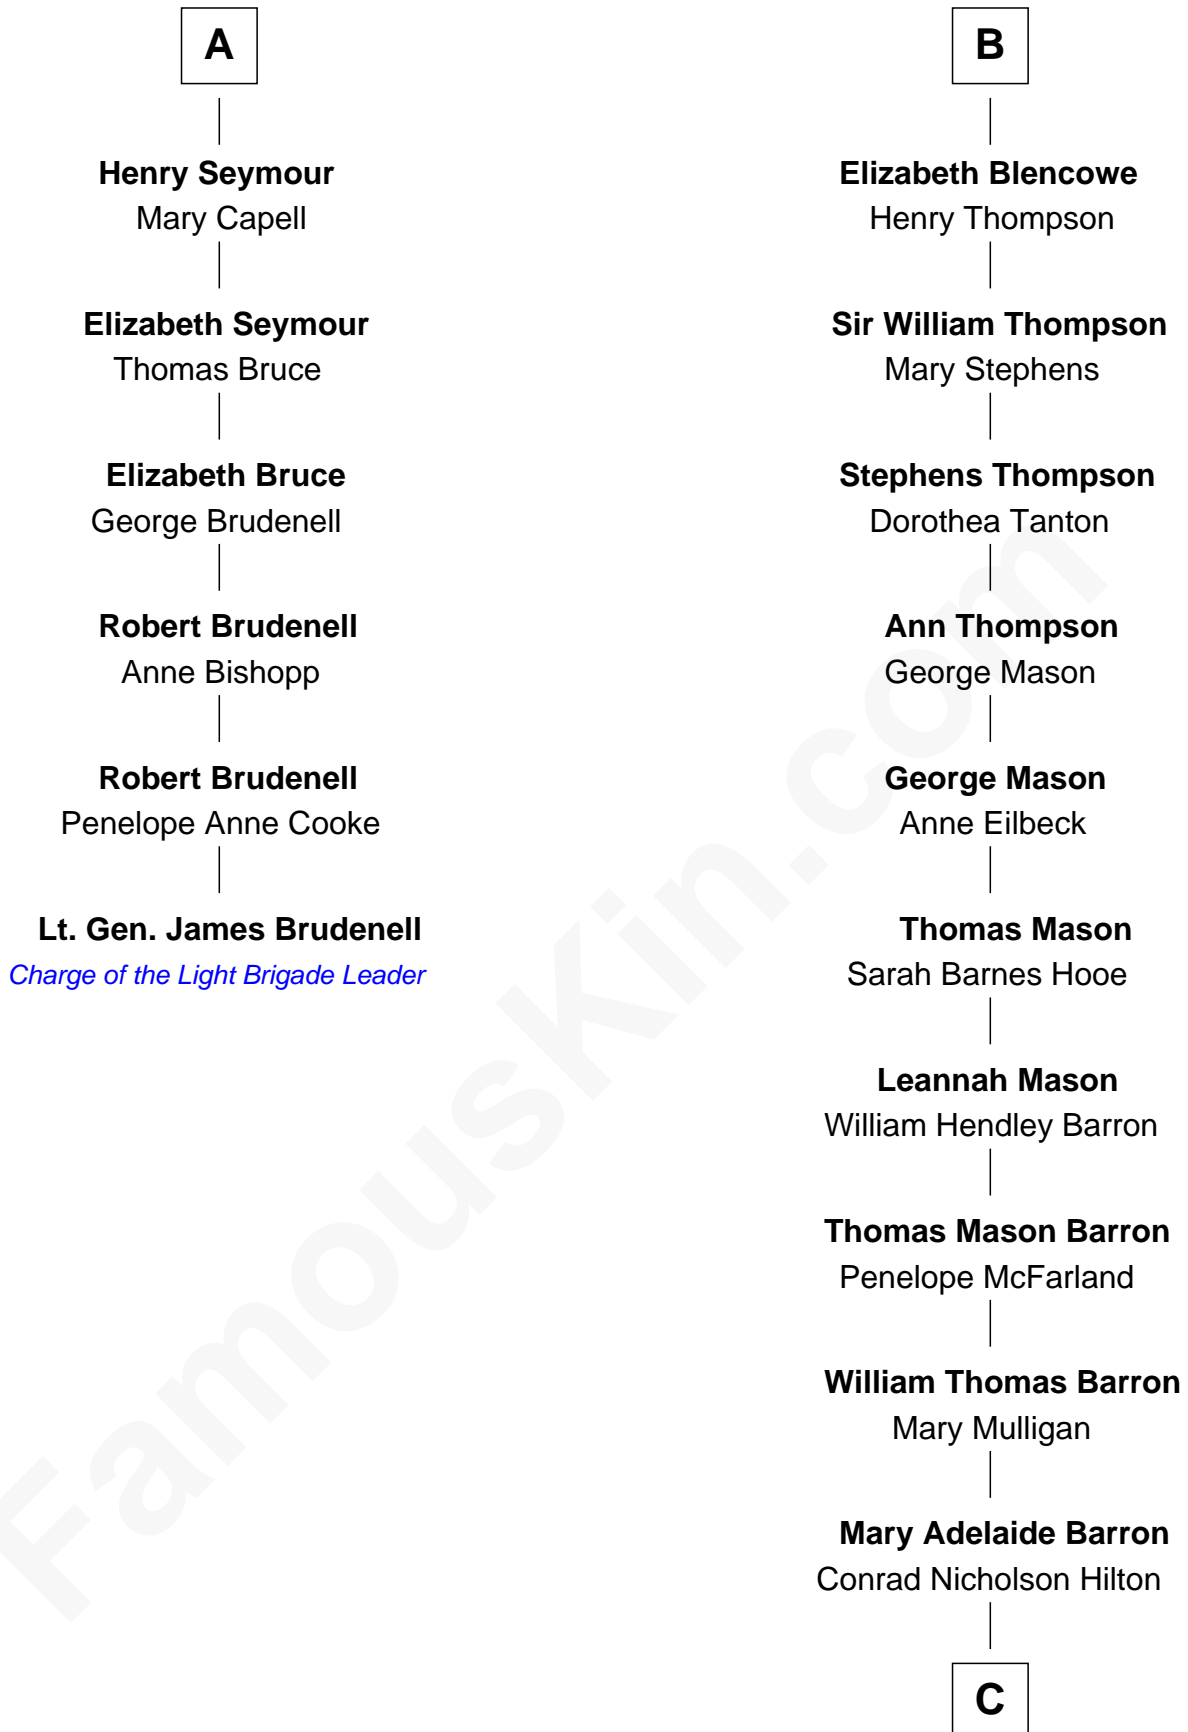 A
Henry Seymour
Mary Capell
Elizabeth Seymour
Thomas Bruce
Elizabeth Bruce
George Brudenell
Robert Brudenell
Anne Bishopp
Robert Brudenell
Penelope Anne Cooke
Lt. Gen. James Brudenell
Charge of the Light Brigade Leader
B
Elizabeth Blencowe
Henry Thompson
Sir William Thompson
Mary Stephens
Stephens Thompson
Dorothea Tanton
Ann Thompson
George Mason
George Mason
Anne Eilbeck
Thomas Mason
Sarah Barnes Hooe
Leannah Mason
William Hendley Barron
Thomas Mason Barron
Penelope McFarland
William Thomas Barron
Mary Mulligan
Mary Adelaide Barron
Conrad Nicholson Hilton
C
FamousKin.com